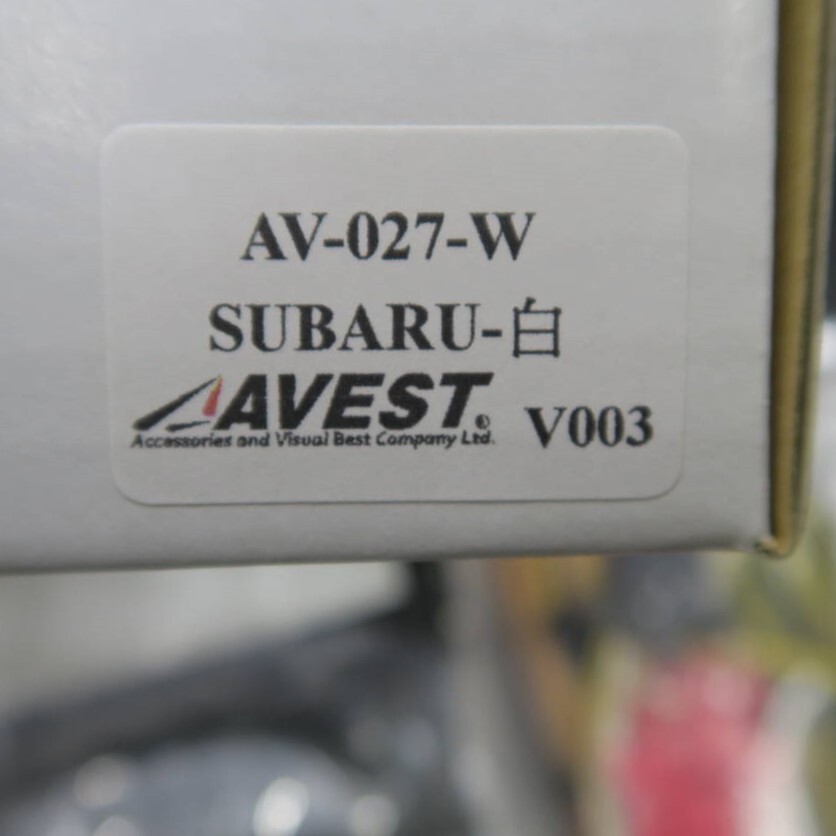 AV-027-W
SUBARU-白
AVEST®
Accessories and Visual Best Company Ltd.
V003